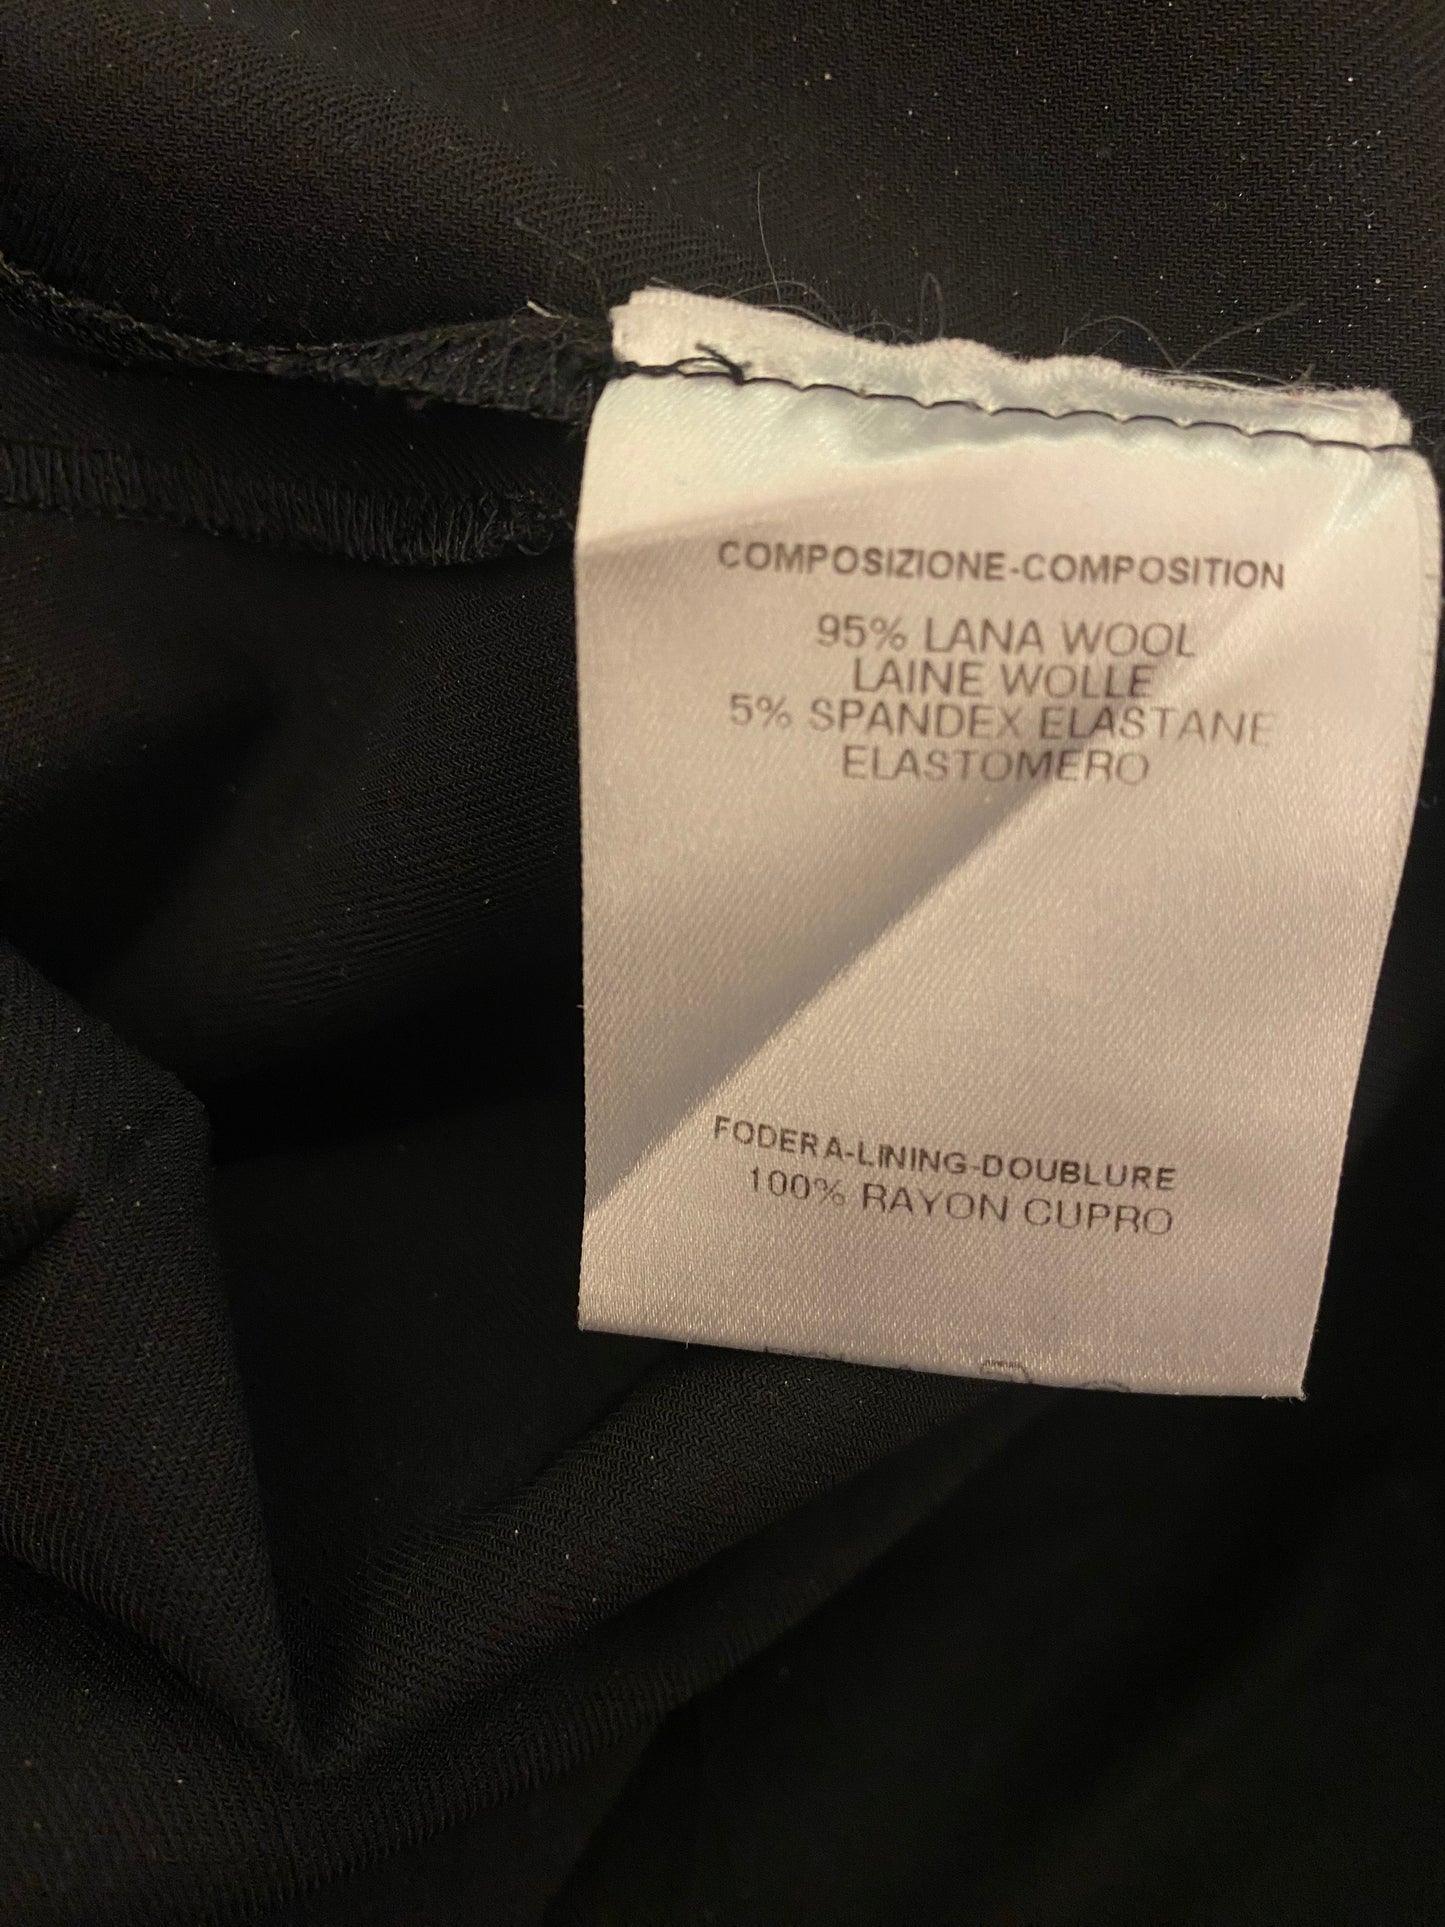 COMPOSIZIONE-COMPOSITION
95% LANA WOOL
LAINE WOLLE
5% SPANDEX ELASTANE
ELASTOMERO
FODERA-LINING-DOUBLURE
100% RAYON CUPRO